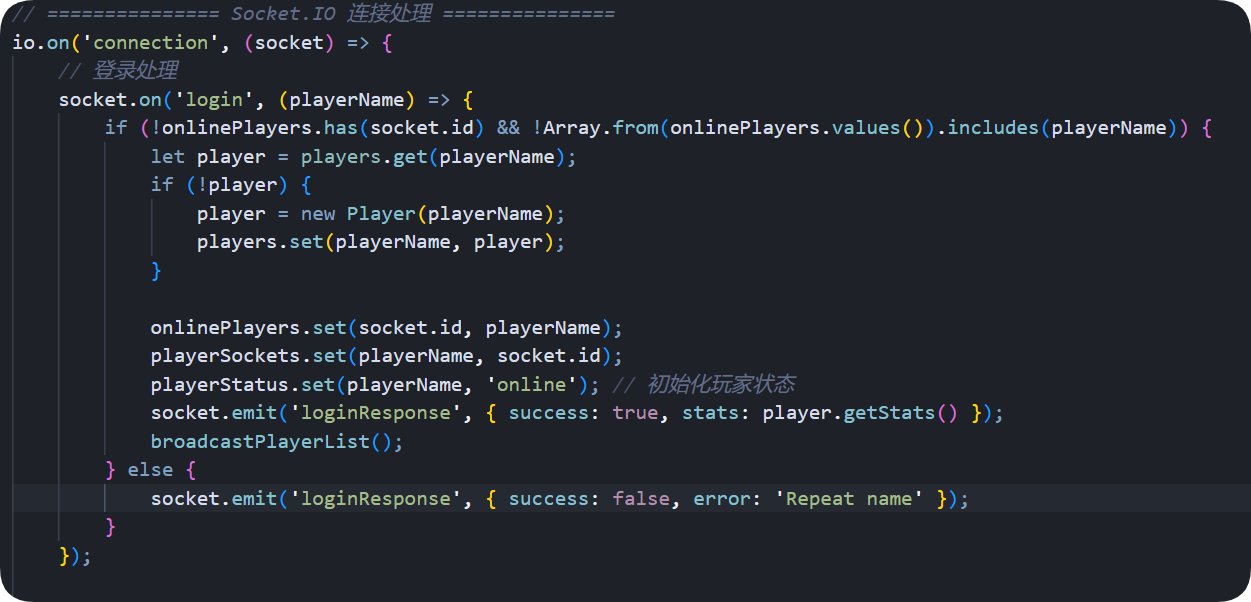 // =============== Socket.IO 连接处理 ===============
io.on('connection', (socket) => {
    // 登录处理
    socket.on('login', (playerName) => {
        if (!onlinePlayers.has(socket.id) && !Array.from(onlinePlayers.values()).includes(playerName)) {
            let player = players.get(playerName);
            if (!player) {
                player = new Player(playerName);
                players.set(playerName, player);
            }

            onlinePlayers.set(socket.id, playerName);
            playerSockets.set(playerName, socket.id);
            playerStatus.set(playerName, 'online'); // 初始化玩家状态
            socket.emit('loginResponse', { success: true, stats: player.getStats() });
            broadcastPlayerList();
        } else {
            socket.emit('loginResponse', { success: false, error: 'Repeat name' });
        }
    });